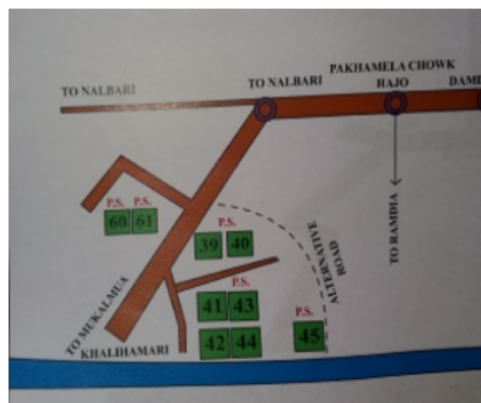 PAKHAMELA CHOWK
TO NALBARI
TO NALBARI
HAJO
DAMD
P.S. P.S.
60 61
P.S.
39 40
ALTERNATIVE
ROAD
TO RAMDIA
P.S.
41 43
P.S.
45
TO MUKALMUA
42 44
KHALIHAMARI